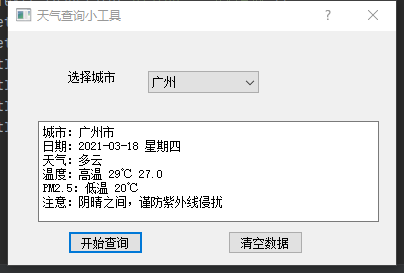 天气查询小工具
?
选择城市
广州
城市: 广州市
日期: 2021-03-18 星期四
天气: 多云
温度: 高温 29℃ 27.0
PM2.5: 低温 20℃
注意: 阴晴之间，谨防紫外线侵扰
开始查询
清空数据